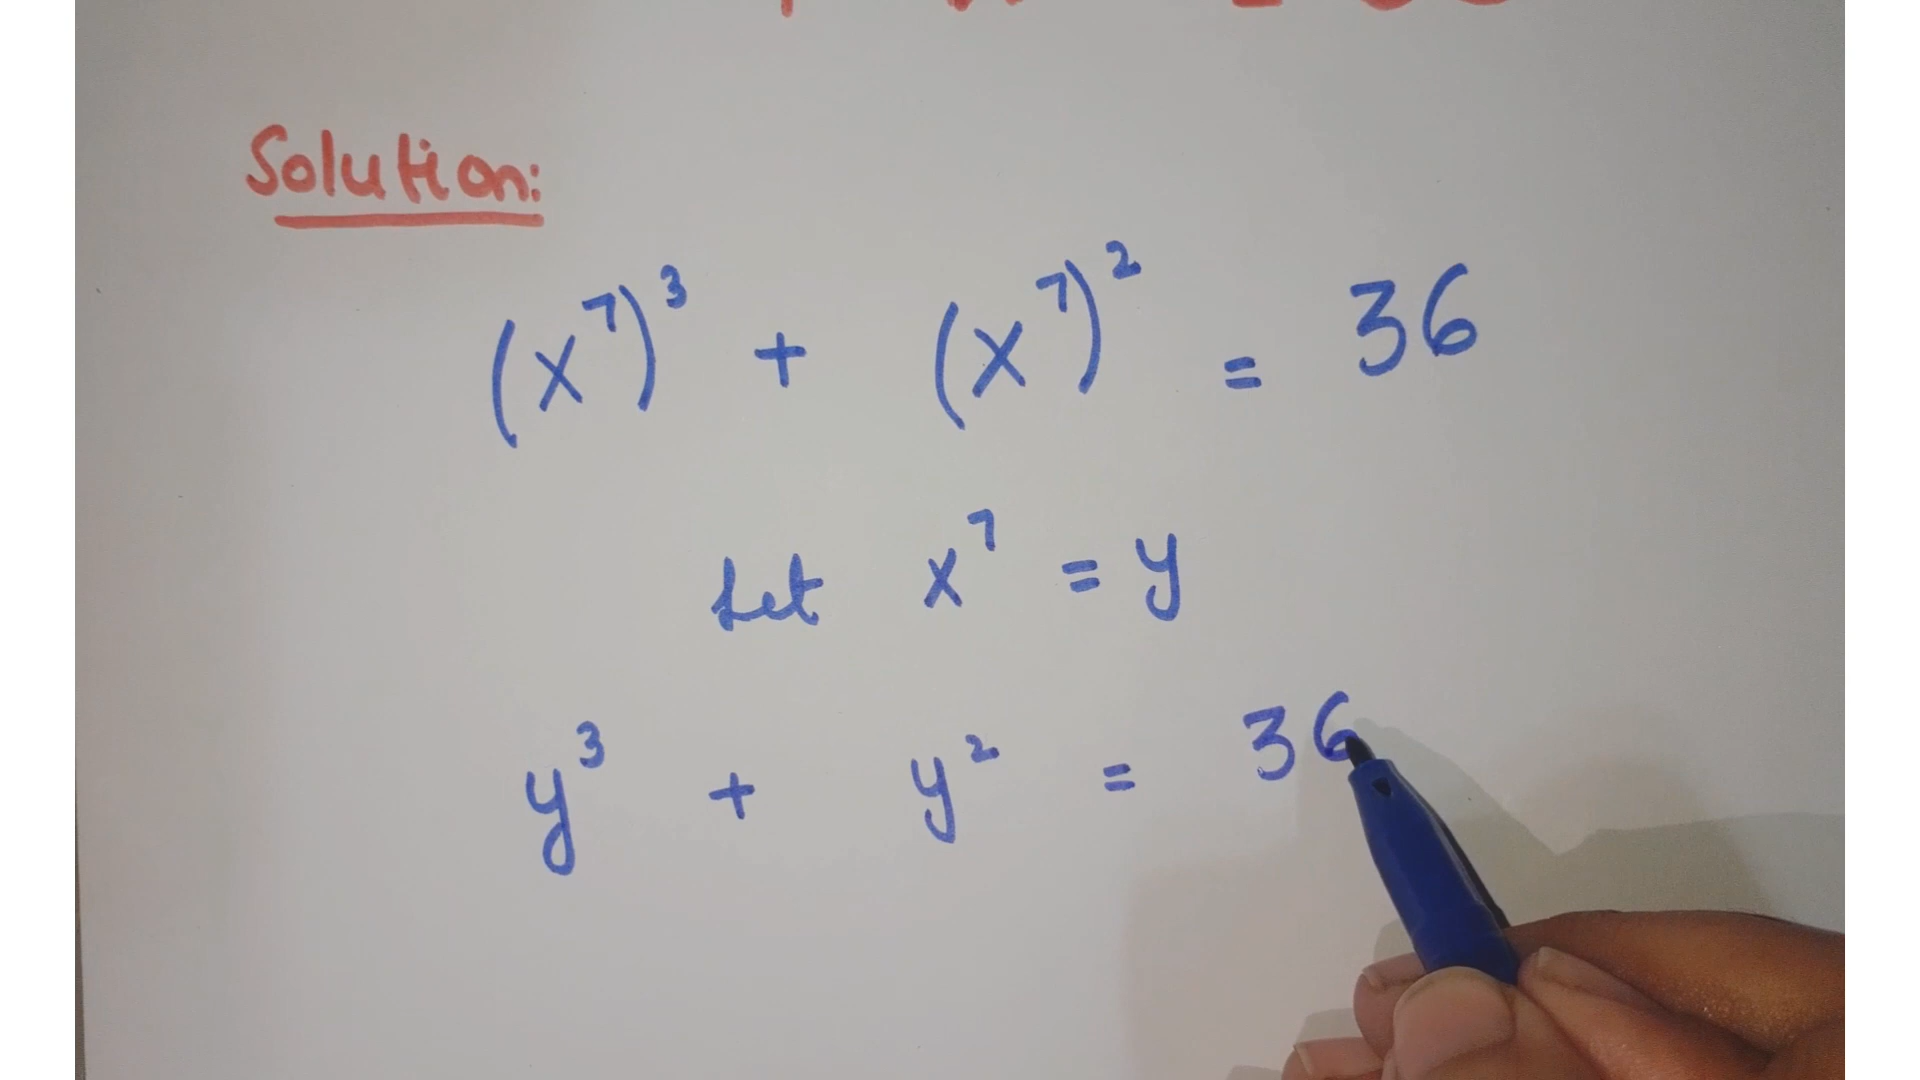 Solution:
(x⁷)³ + (x⁷)² = 36
Let x⁷ = y
y³ + y² = 36